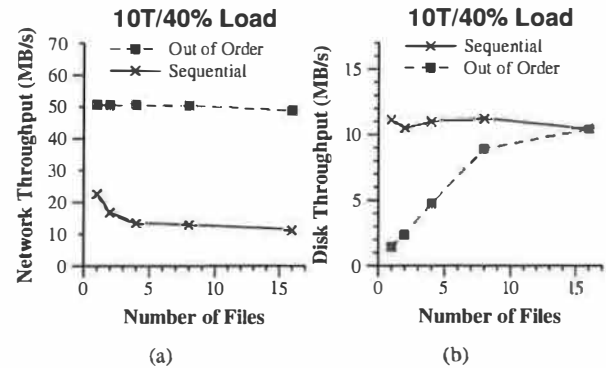 10T/40% Load
Network Throughput (MB/s)
70
60
50
40
30
20
10
0
Out of Order
Sequential
0
5
10
15
Number of Files
(a)
10T/40% Load
Disk Throughput (MB/s)
15
10
5
0
Sequential
Out of Order
0
5
10
15
Number of Files
(b)